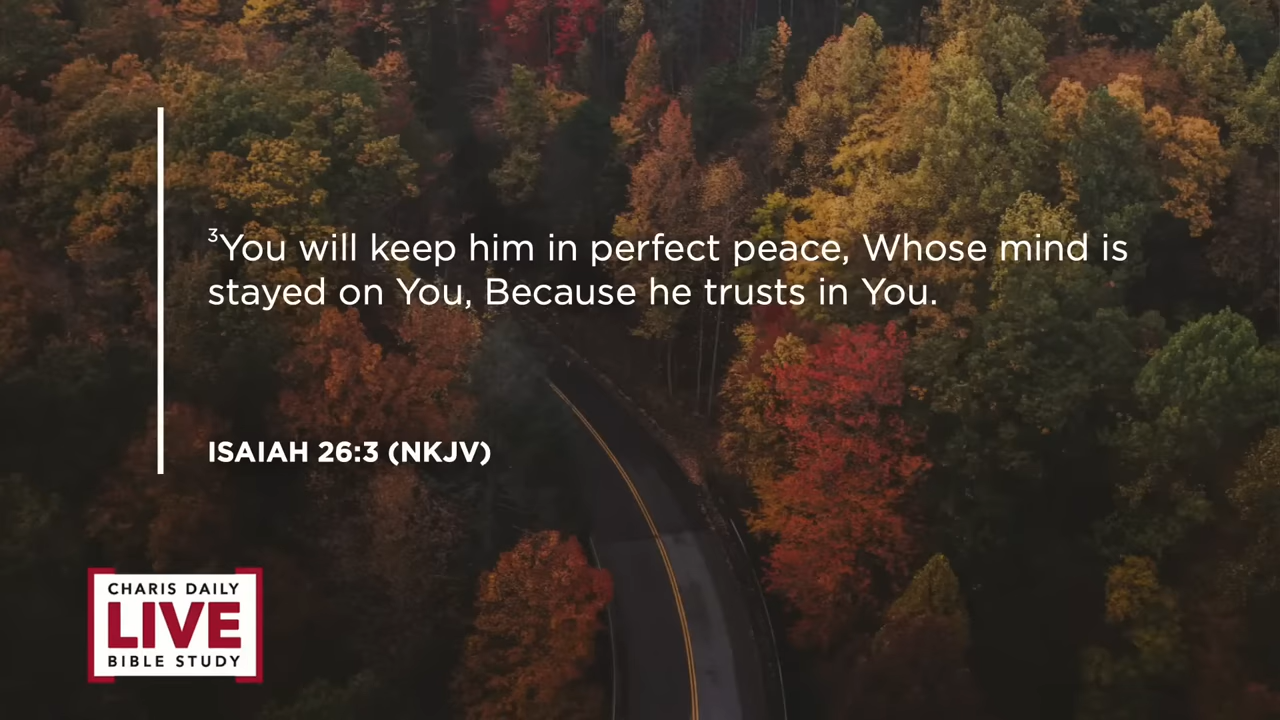 ³You will keep him in perfect peace, Whose mind is
stayed on You, Because he trusts in You.
ISAIAH 26:3 (NKJV)
CHARIS DAILY
LIVE
BIBLE STUDY